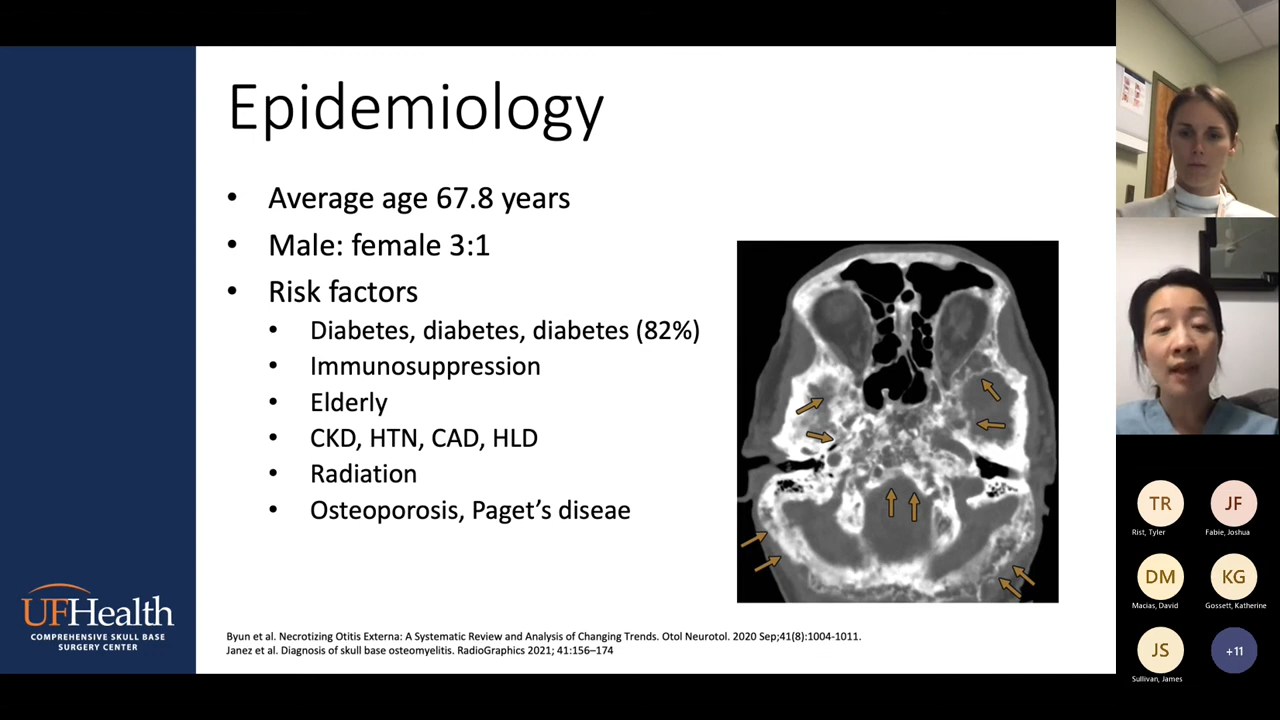 Epidemiology
• Average age 67.8 years
• Male: female 3:1
• Risk factors
• Diabetes, diabetes, diabetes (82%)
• Immunosuppression
• Elderly
• CKD, HTN, CAD, HLD
• Radiation
• Osteoporosis, Paget's diseae
Byun et al. Necrotizing Otitis Externa: A Systematic Review and Analysis of Changing Trends. Otol Neurotol. 2020 Sep;41(8):1004-1011.
Janez et al. Diagnosis of skull base osteomyelitis. RadioGraphics 2021; 41:156–174
UFHealth
COMPREHENSIVE SKULL BASE
SURGERY CENTER
TR
JF
Rist, Tyler
Fabie, Joshua
DM
KG
Macias, David
Gossett, Katherine
JS
+11
Sullivan, James